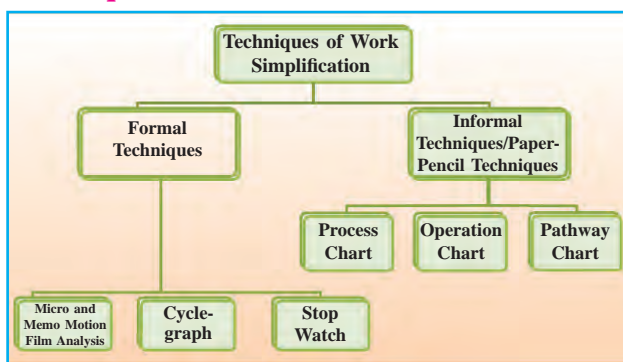 Techniques of Work
Simplification
Formal
Techniques
Informal
Techniques/Paper-
Pencil Techniques
Process
Chart
Operation
Chart
Pathway
Chart
Micro and
Memo Motion
Film Analysis
Cycle-
graph
Stop
Watch